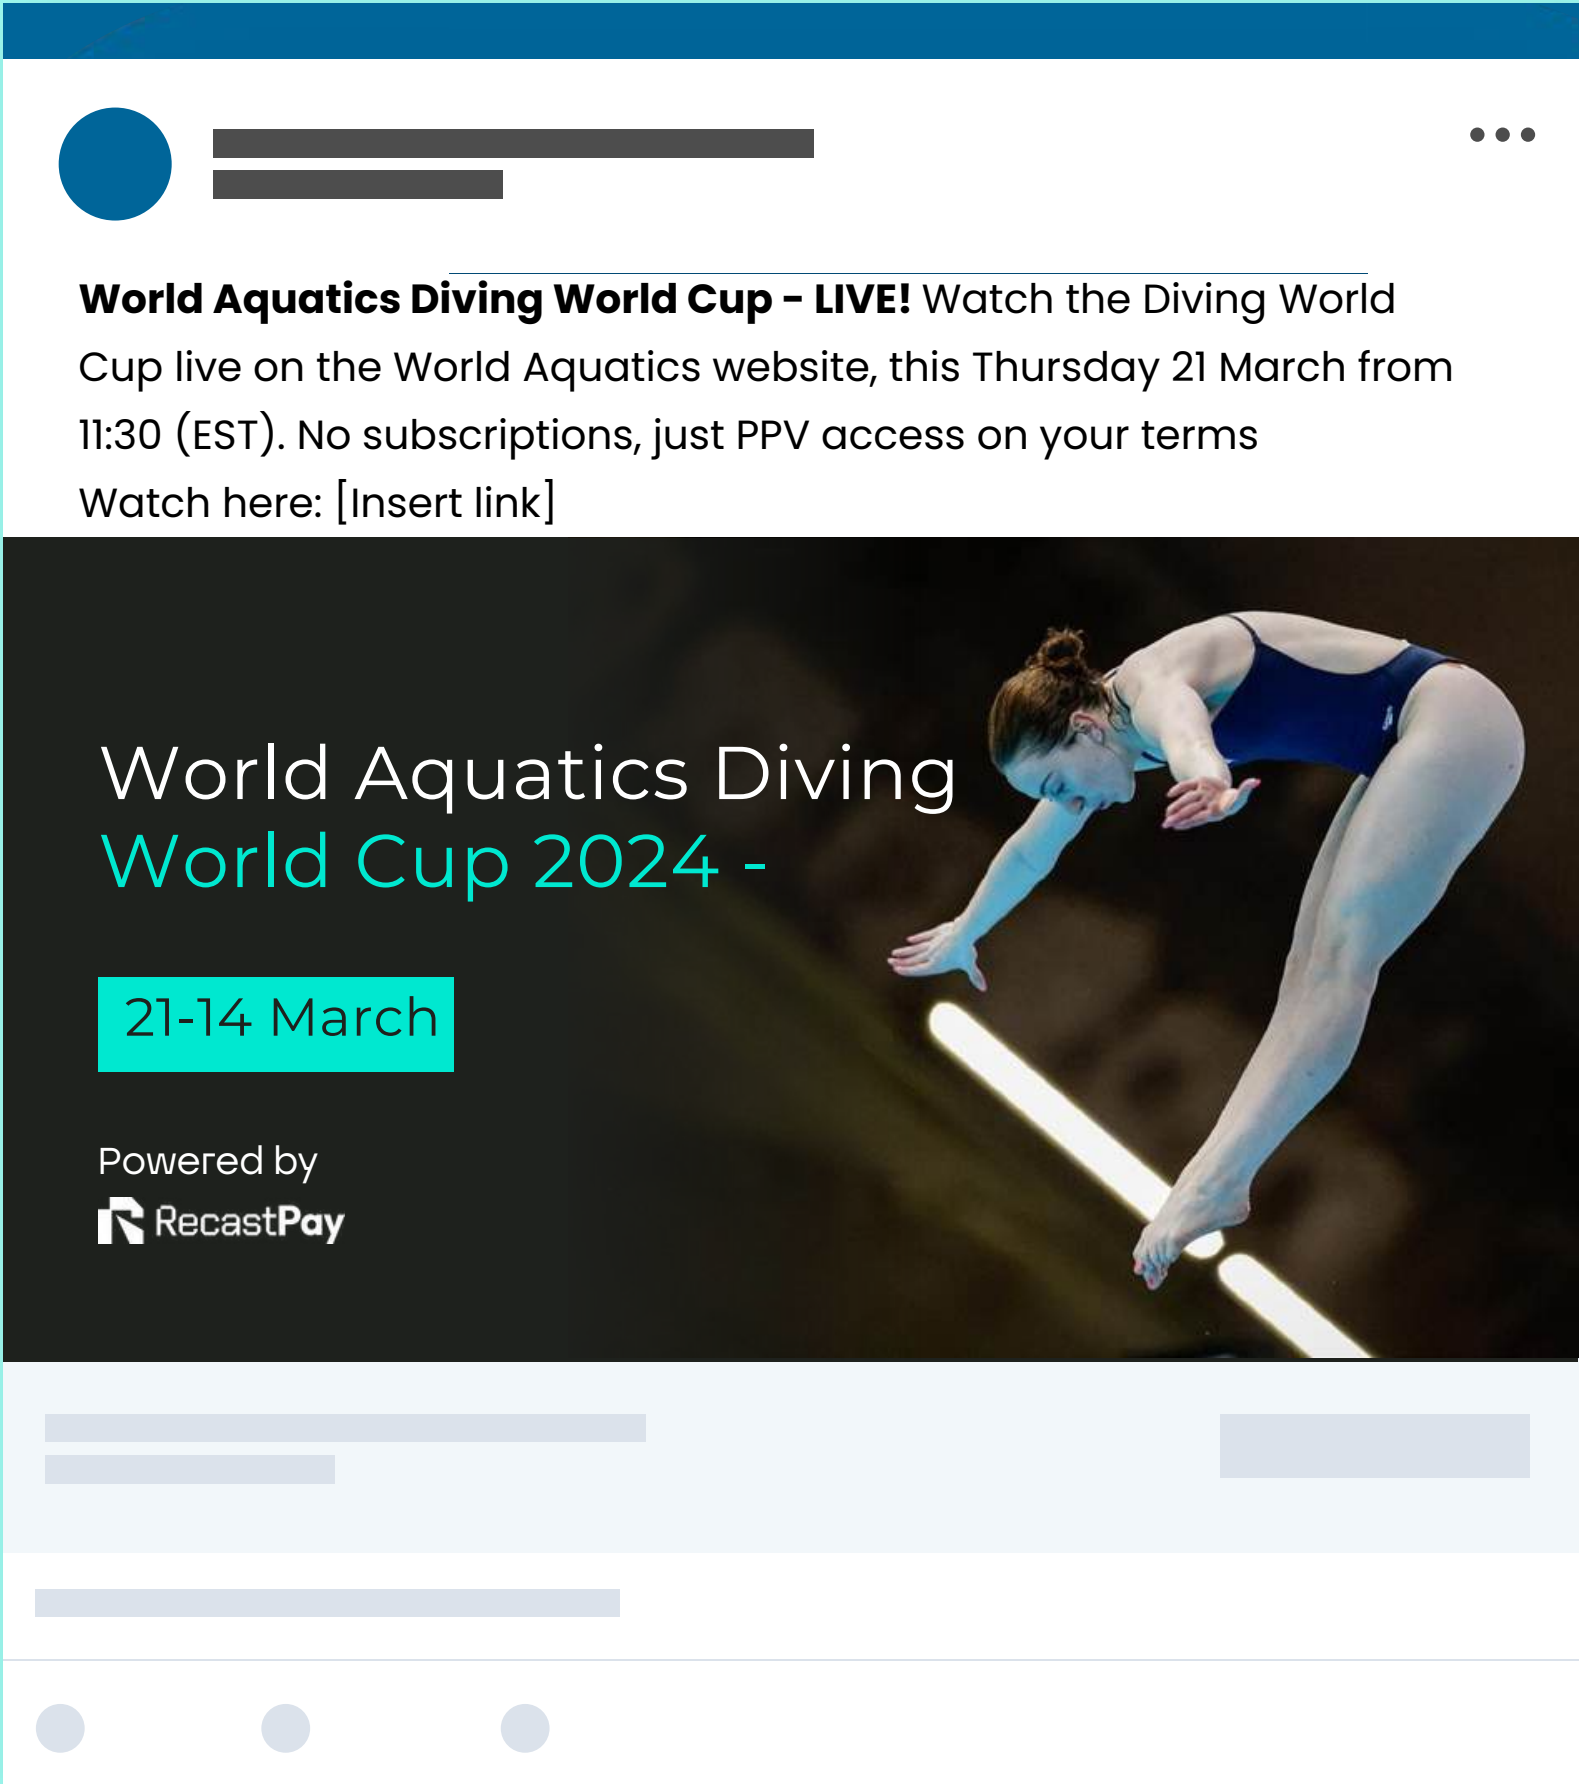 World Aquatics Diving World Cup - LIVE! Watch the Diving World
Cup live on the World Aquatics website, this Thursday 21 March from
11:30 (EST). No subscriptions, just PPV access on your terms
Watch here: [Insert link]
World Aquatics Diving
World Cup 2024 -
21-14 March
Powered by
RecastPay